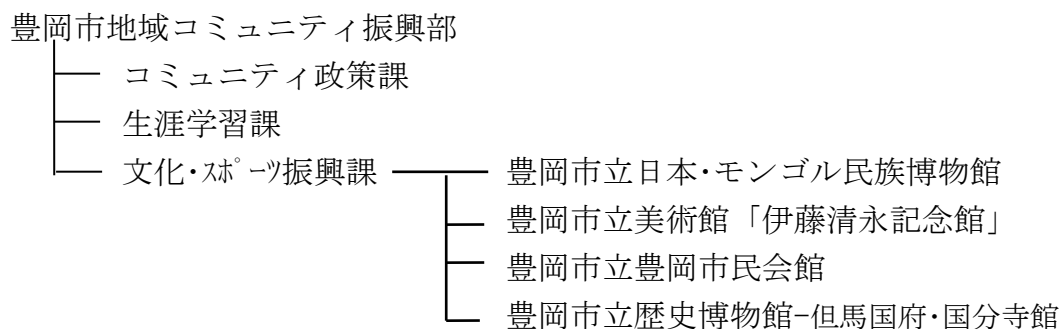 豊岡市地域コミュニティ振興部
コミュニティ政策課
生涯学習課
文化・ｽﾎﾟｰﾂ振興課
豊岡市立日本・モンゴル民族博物館
豊岡市立美術館「伊藤清永記念館」
豊岡市立豊岡市民会館
豊岡市立歴史博物館−但馬国府・国分寺館